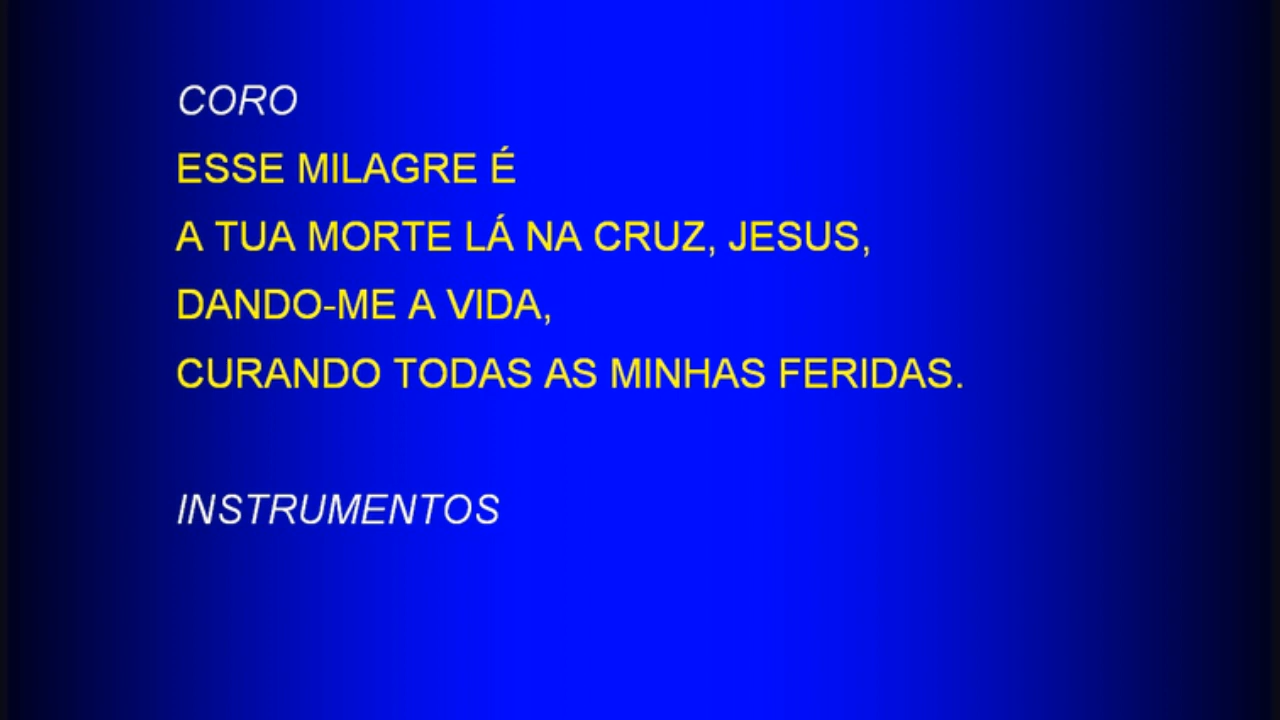 CORO
ESSE MILAGRE É
A TUA MORTE LÁ NA CRUZ, JESUS,
DANDO-ME A VIDA,
CURANDO TODAS AS MINHAS FERIDAS.
INSTRUMENTOS